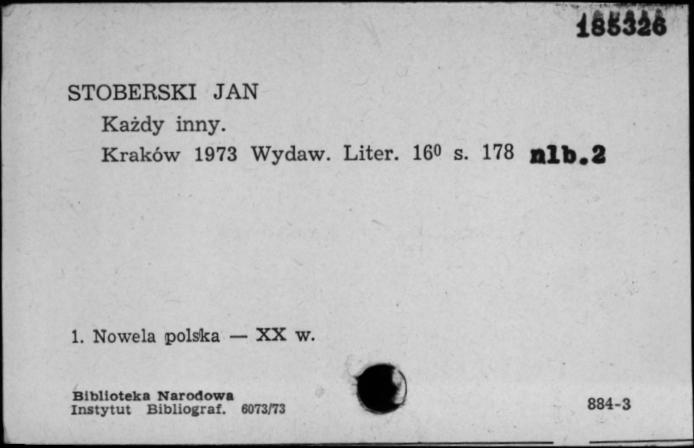 185326
STOBERSKI JAN
Każdy inny.
Kraków 1973 Wydaw. Liter. 16⁰ s. 178 nlb.2
1. Nowela polska — XX w.
Biblioteka Narodowa
Instytut Bibliograf. 6073/73
884-3